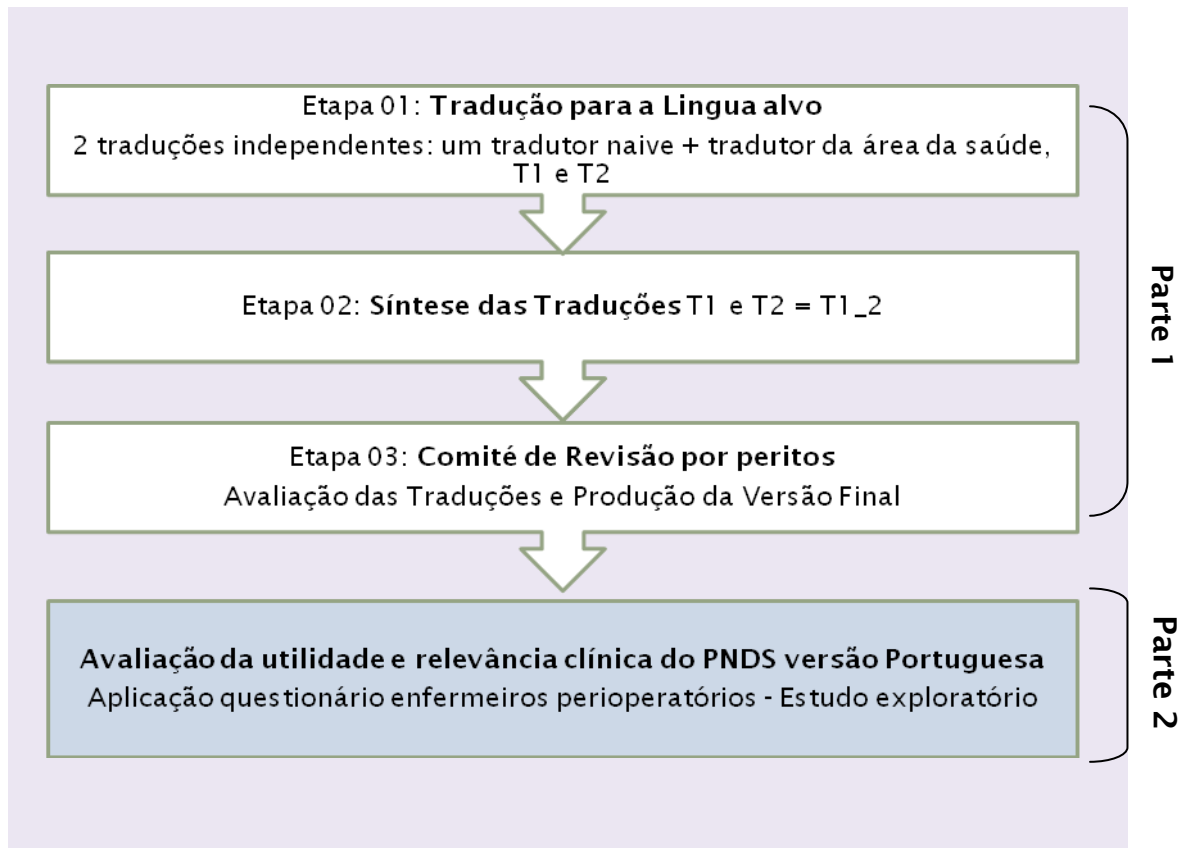 Etapa 01: Tradução para a Lingua alvo
2 traduções independentes: um tradutor naive + tradutor da área da saúde,
T1 e T2
Etapa 02: Síntese das Traduções T1 e T2 = T1_2
Etapa 03: Comité de Revisão por peritos
Avaliação das Traduções e Produção da Versão Final
Parte 1
Avaliação da utilidade e relevância clínica do PNDS versão Portuguesa
Aplicação questionário enfermeiros perioperatórios - Estudo exploratório
Parte 2